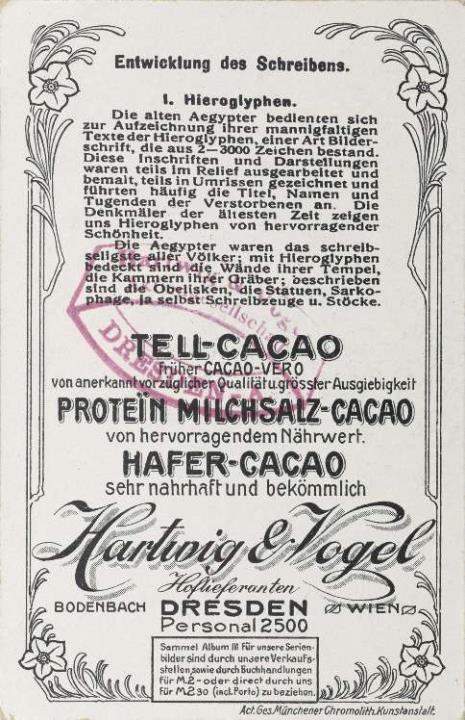 Entwicklung des Schreibens.
I. Hieroglyphen.
Die alten Aegypter bedienten sich
zur Aufzeichnung ihrer mannigfaltigen
Texte der Hieroglyphen, einer Art Bilder-
schrift, die aus 2—3000 Zeichen bestand.
Diese Inschriften und Darstellungen
waren teils im Relief ausgearbeitet und
bemalt, teils in Umrissen gezeichnet und
führten häufig die Titel, Namen und
Tugenden der Verstorbenen an. Die
Denkmäler der ältesten Zeit zeigen
uns Hieroglyphen von hervorragender
Schönheit.
Die Aegypter waren das schreib-
seligste aller Völker; mit Hieroglyphen
bedeckt sind die Wände ihrer Tempel,
die Kammern ihrer Gräber; beschrieben
sind die Obelisken, die Statuen, Sarko-
phage, ja selbst Schreibzeuge u. Stöcke.
DRESDEN
TELL-CACAO
früher CACAO-VERO
von anerkannt vorzüglicher Qualität u. grösster Ausgiebigkeit
PROTEÏN MILCHSALZ-CACAO
von hervorragendem Nährwert.
HAFER-CACAO
sehr nahrhaft und bekömmlich
Hartwig & Vogel
Hoflieferanten
BODENBACH DRESDEN WIEN
Personal 2500
Sammel Album III für unsere Serien-
bilder sind durch unsere Verkaufs-
stellen, sowie durch Buchhandlungen
für M.2- oder direct durch uns
für M.2.30 (incl. Porto) zu beziehen.
Act. Ges. Münchener Chromolith. Kunstanstalt.